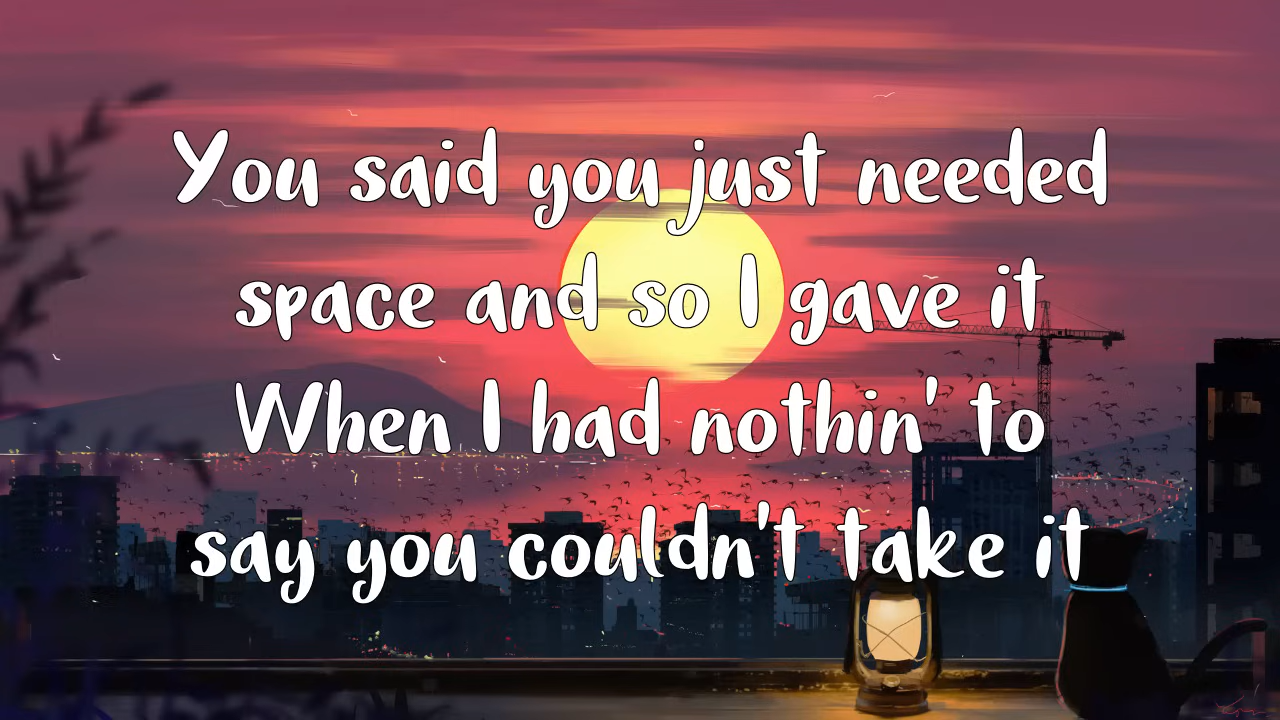 You said you just needed
space and so I gave it
When I had nothin' to
say you couldn't take it